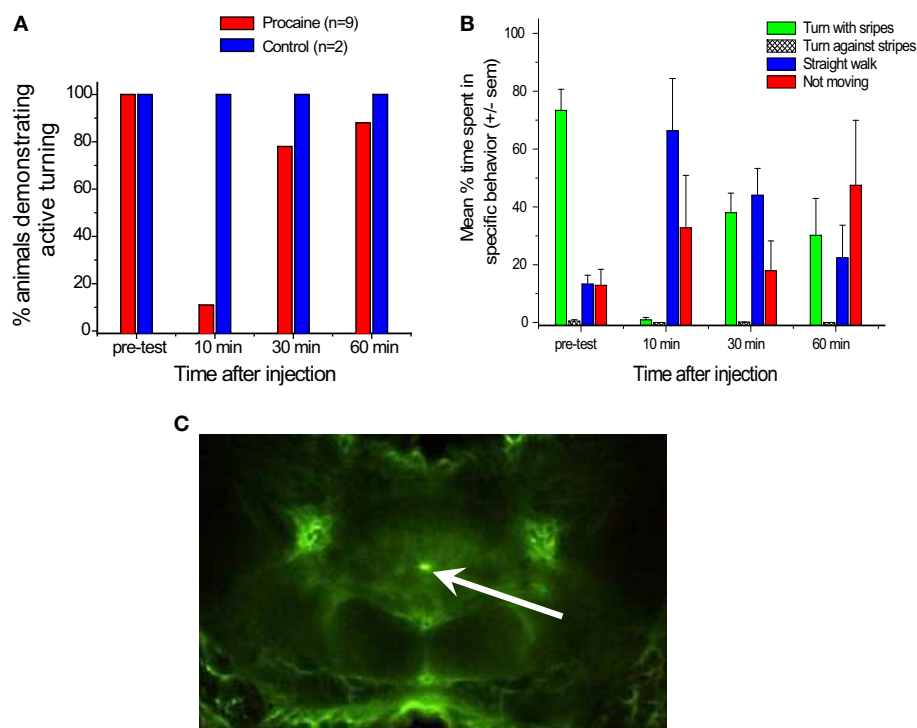 A
Procaine (n=9)
Control (n=2)
% animals demonstrating
active turning
100
80
60
40
20
0
pre-test
10 min
30 min
60 min
Time after injection
B
Turn with sripes
Turn against stripes
Straight walk
Not moving
Mean % time spent in
specific behavior (+/- sem)
100
80
60
40
20
0
pre-test
10 min
30 min
60 min
Time after injection
C